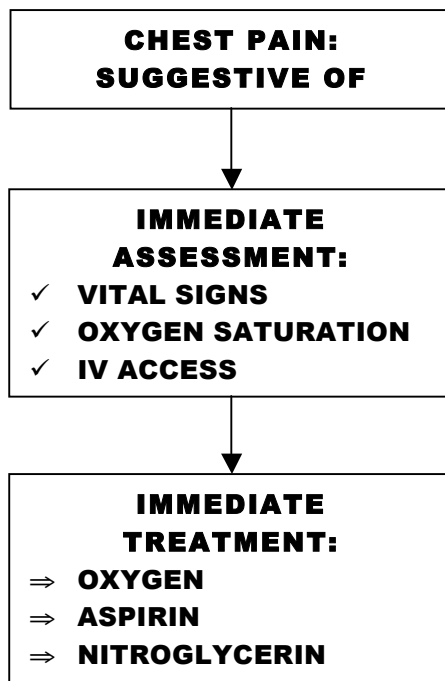 CHEST PAIN:
SUGGESTIVE OF
IMMEDIATE
ASSESSMENT:
✓ VITAL SIGNS
✓ OXYGEN SATURATION
✓ IV ACCESS
IMMEDIATE
TREATMENT:
⇒ OXYGEN
⇒ ASPIRIN
⇒ NITROGLYCERIN